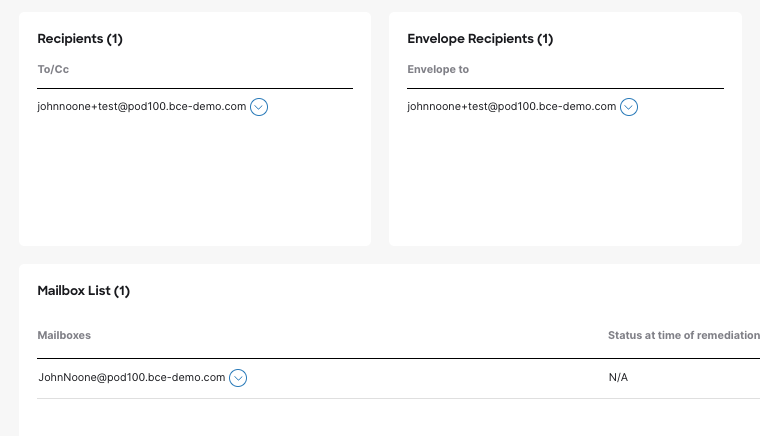 Recipients (1)
To/Cc
johnnoone+test@pod100.bce-demo.com
Envelope Recipients (1)
Envelope to
johnnoone+test@pod100.bce-demo.com
Mailbox List (1)
Mailboxes
Status at time of remediation
JohnNoone@pod100.bce-demo.com
N/A